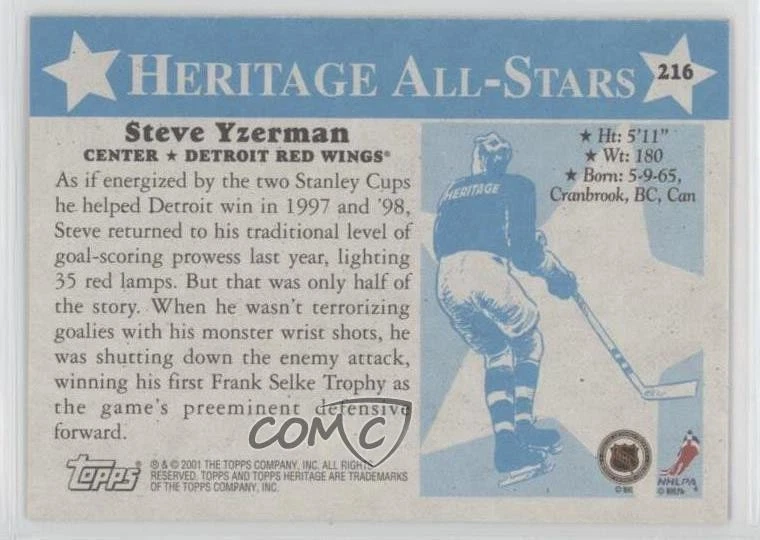 HERITAGE ALL-STARS
216
Steve Yzerman
CENTER ★ DETROIT RED WINGS®
As if energized by the two Stanley Cups
he helped Detroit win in 1997 and '98,
Steve returned to his traditional level of
goal-scoring prowess last year, lighting
35 red lamps. But that was only half of
the story. When he wasn't terrorizing
goalies with his monster wrist shots, he
was shutting down the enemy attack,
winning his first Frank Selke Trophy as
the game's preeminent defensive
forward.
★ Ht: 5'11"
★ Wt: 180
★ Born: 5-9-65,
Cranbrook, BC, Can
HERITAGE
COMC
topps®
® & © 2001 THE TOPPS COMPANY, INC. ALL RIGHTS
RESERVED. TOPPS AND TOPPS HERITAGE ARE TRADEMARKS
OF THE TOPPS COMPANY, INC.
© NHL
NHLPA
© NHLPA